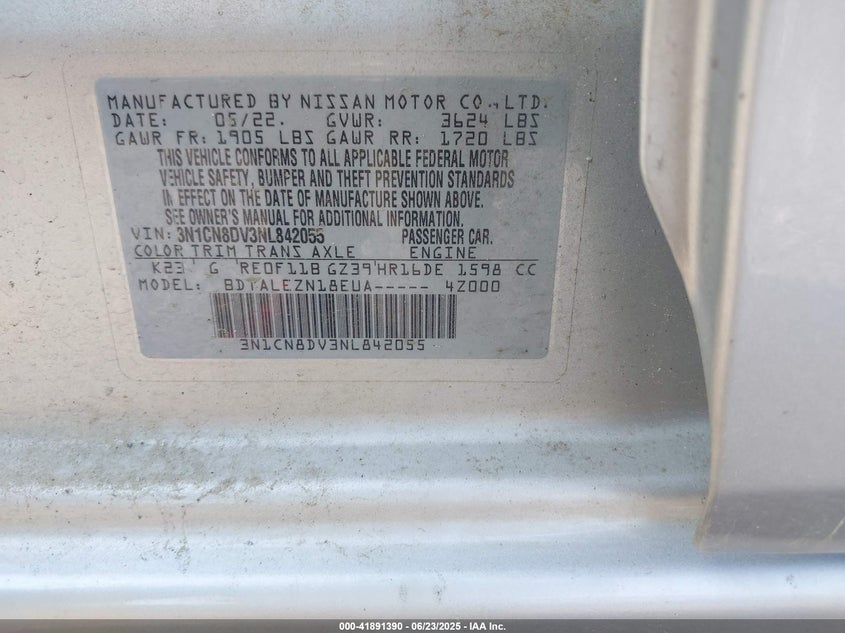 MANUFACTURED BY NISSAN MOTOR CO.,LTD.
DATE: 05/22. GVWR: 3624 LBS
GAWR FR: 1905 LBS GAWR RR: 1720 LBS
THIS VEHICLE CONFORMS TO ALL APPLICABLE FEDERAL MOTOR
VEHICLE SAFETY, BUMPER AND THEFT PREVENTION STANDARDS
IN EFFECT ON THE DATE OF MANUFACTURE SHOWN ABOVE.
SEE OWNER'S MANUAL FOR ADDITIONAL INFORMATION.
VIN: 3N1CN8DV3NL842055 PASSENGER CAR.
COLOR TRIM TRANS AXLE ENGINE
K23 G RE0F11B GZ39 HR16DE 1598 CC
MODEL: 4Z000
3N1CN8DV3NL842055
000-41891390 - 06/23/2025 - IAA Inc.